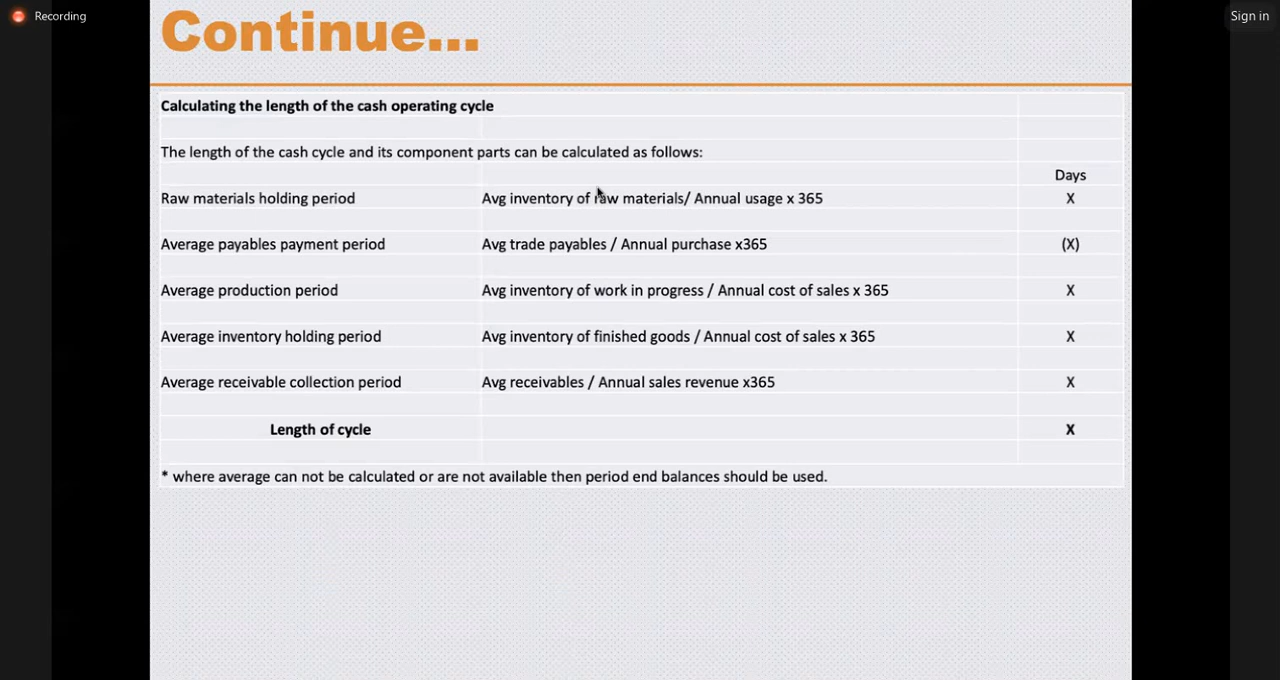 Recording
Sign in
Continue...
Calculating the length of the cash operating cycle
The length of the cash cycle and its component parts can be calculated as follows:
Days
Raw materials holding period Avg inventory of raw materials/ Annual usage x 365 X
Average payables payment period Avg trade payables / Annual purchase x365 (X)
Average production period Avg inventory of work in progress / Annual cost of sales x 365 X
Average inventory holding period Avg inventory of finished goods / Annual cost of sales x 365 X
Average receivable collection period Avg receivables / Annual sales revenue x365 X
Length of cycle X
* where average can not be calculated or are not available then period end balances should be used.